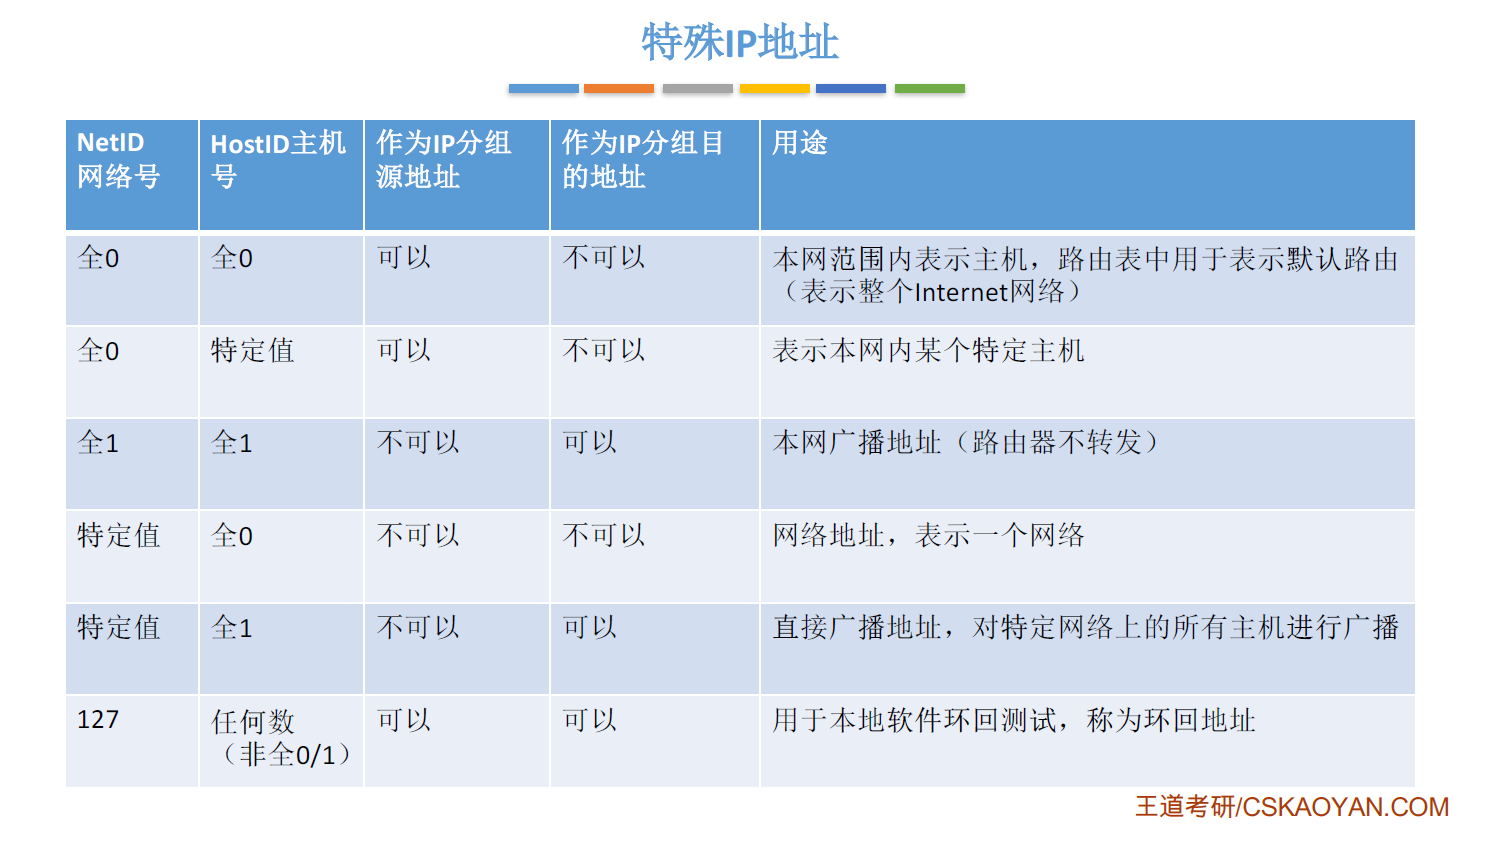 特殊IP地址
NetID
网络号
HostID主机
号
作为IP分组
源地址
作为IP分组目
的地址
用途
全0
全0
可以
不可以
本网范围内表示主机，路由表中用于表示默认路由
（表示整个Internet网络）
全0
特定值
可以
不可以
表示本网内某个特定主机
全1
全1
不可以
可以
本网广播地址（路由器不转发）
特定值
全0
不可以
不可以
网络地址，表示一个网络
特定值
全1
不可以
可以
直接广播地址，对特定网络上的所有主机进行广播
127
任何数
（非全0/1）
可以
可以
用于本地软件环回测试，称为环回地址
王道考研/CSKAOYAN.COM